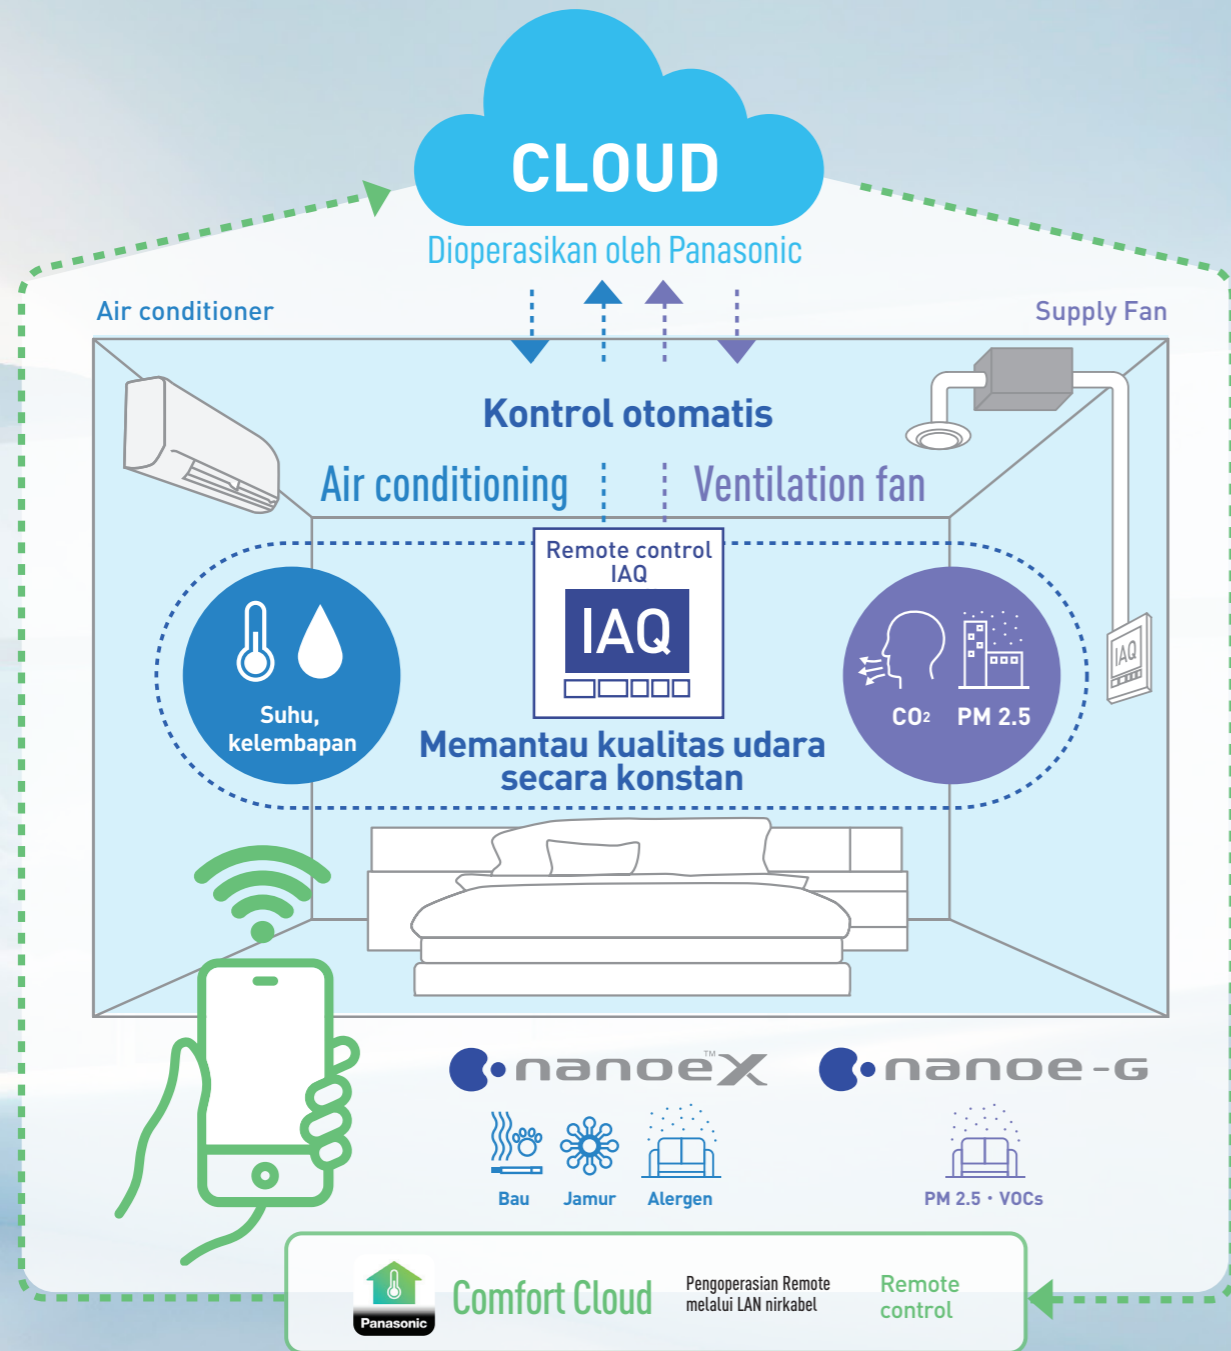 CLOUD
Dioperasikan oleh Panasonic
Air conditioner
Supply Fan
Kontrol otomatis
Air conditioning
Ventilation fan
Remote control
IAQ
IAQ
IAQ
Suhu,
kelembapan
CO2 PM 2.5
Memantau kualitas udara
secara konstan
nanoe™X
nanoe-G
Bau Jamur Alergen
PM 2.5 · VOCs
Panasonic
Comfort Cloud
Pengoperasian Remote
melalui LAN nirkabel
Remote
control